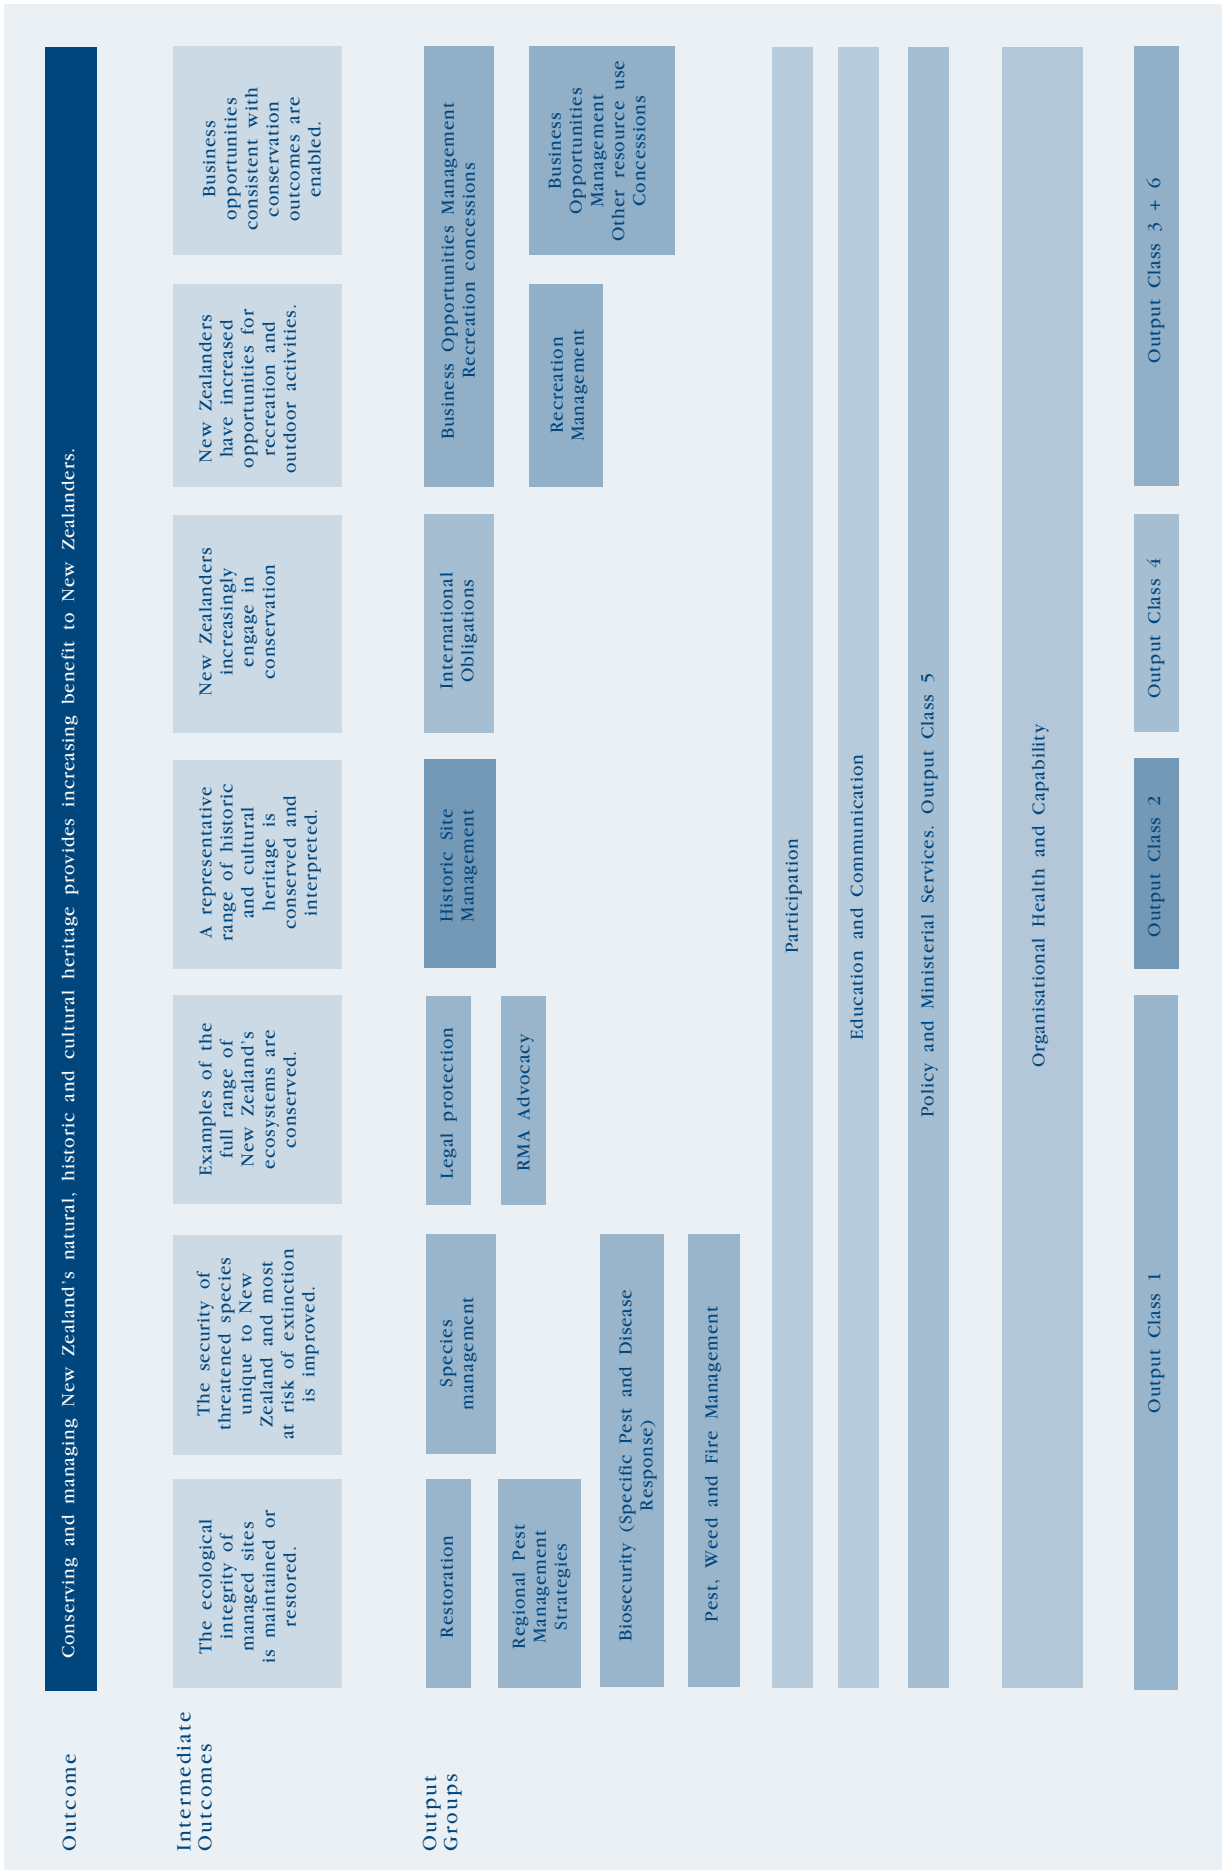 Outcome
Conserving and managing New Zealand's natural, historic and cultural heritage provides increasing benefit to New Zealanders.
Intermediate
Outcomes
The ecological
integrity of
managed sites
is maintained or
restored.
The security of
threatened species
unique to New
Zealand and most
at risk of extinction
is improved.
Examples of the
full range of
New Zealand's
ecosystems are
conserved.
A representative
range of historic
and cultural
heritage is
conserved and
interpreted.
New Zealanders
increasingly
engage in
conservation
New Zealanders
have increased
opportunities for
recreation and
outdoor activities.
Business
opportunities
consistent with
conservation
outcomes are
enabled.
Output
Groups
Restoration
Species
management
Legal protection
Historic Site
Management
International
Obligations
Business Opportunities Management
Recreation concessions
Regional Pest
Management
Strategies
RMA Advocacy
Recreation
Management
Business
Opportunities
Management
Other resource use
Concessions
Biosecurity (Specific Pest and Disease
Response)
Pest, Weed and Fire Management
Participation
Education and Communication
Policy and Ministerial Services. Output Class 5
Organisational Health and Capability
Output Class 1
Output Class 2
Output Class 4
Output Class 3 + 6